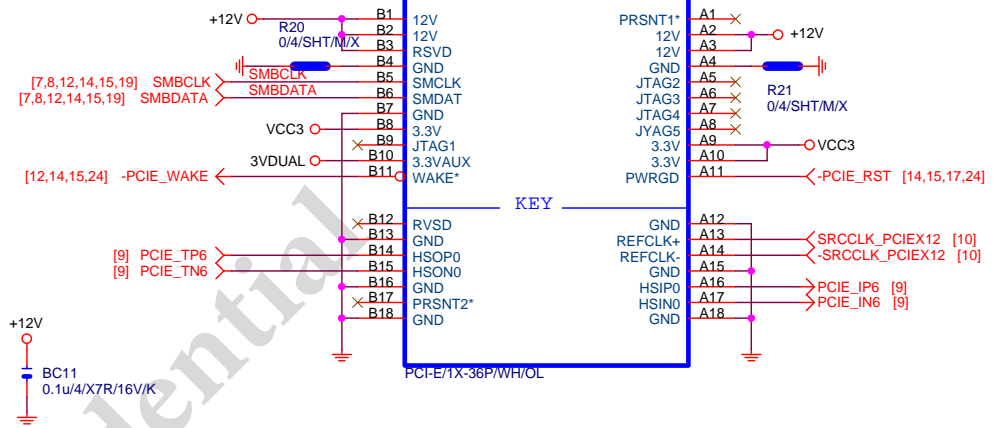 +12V
R20
0/4/SHT/M/X
B1 12V
B2 12V
B3 RSVD
B4 GND
B5 SMCLK
B6 SMDAT
B7 GND
B8 3.3V
B9 JTAG1
B10 3.3VAUX
B11 WAKE*
[7,8,12,14,15,19] SMBCLK
SMBCLK
[7,8,12,14,15,19] SMBDATA
SMBDATA
VCC3
3VDUAL
[12,14,15,24] -PCIE_WAKE
PRSNT1* A1
12V A2
12V A3
GND A4
JTAG2 A5
JTAG3 A6
JTAG4 A7
JYAG5 A8
3.3V A9
3.3V A10
PWRGD A11
+12V
R21
0/4/SHT/M/X
VCC3
-PCIE_RST [14,15,17,24]
KEY
B12 RVSD
B13 GND
B14 HSOP0
B15 HSON0
B16 GND
B17 PRSNT2*
B18 GND
[9] PCIE_TP6
[9] PCIE_TN6
GND A12
REFCLK+ A13
REFCLK- A14
GND A15
HSIP0 A16
HSIN0 A17
GND A18
SRCCLK_PCIEX12 [10]
-SRCCLK_PCIEX12 [10]
PCIE_IP6 [9]
PCIE_IN6 [9]
PCI-E/1X-36P/WH/OL
+12V
BC11
0.1u/4/X7R/16V/K
dential